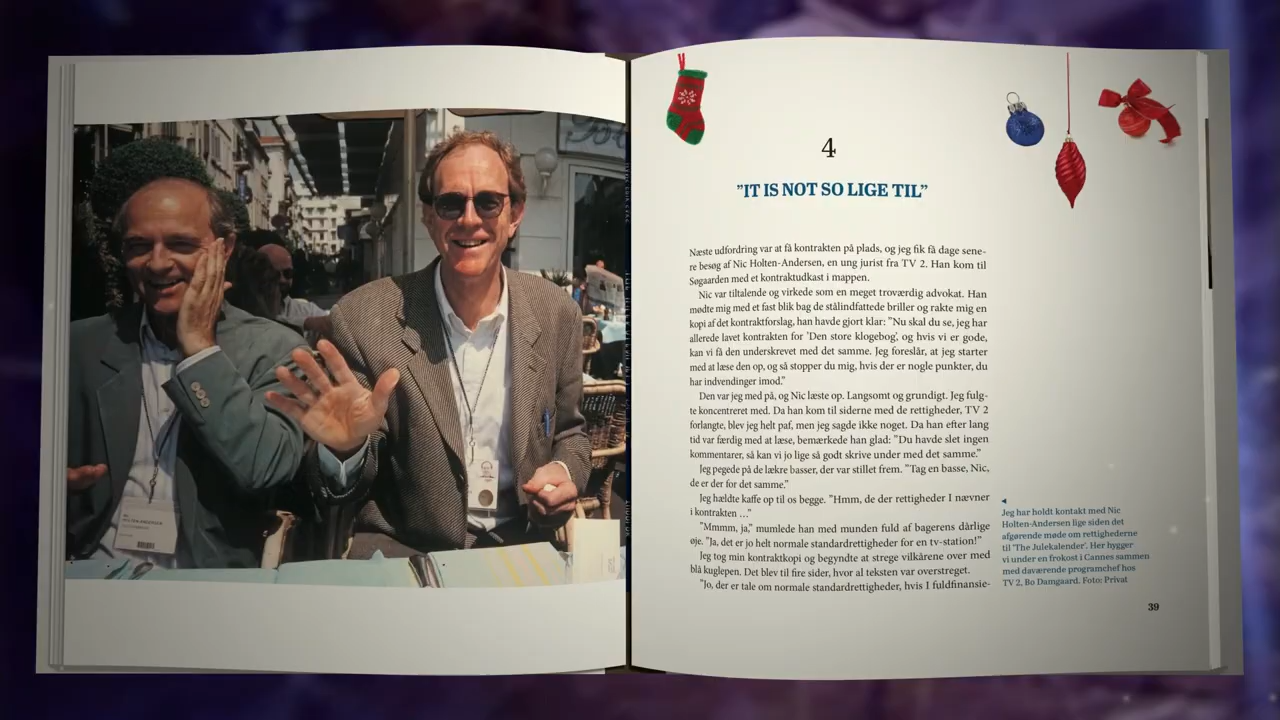 4
"IT IS NOT SO LIGE TIL"
Næste udfordring var at få kontrakten på plads, og jeg fik få dage sene-
re besøg af Nic Holten-Andersen, en ung jurist fra TV 2. Han kom til
Søgaarden med et kontraktudkast i mappen.
Nic var tiltalende og virkede som en meget troværdig advokat. Han
mødte mig med et fast blik bag de stålindfattede briller og rakte mig en
kopi af det kontraktforslag, han havde gjort klar: "Nu skal du se, jeg har
allerede lavet kontrakten for 'Den store klogebog', og hvis vi er gode,
kan vi få den underskrevet med det samme. Jeg foreslår, at jeg starter
med at læse den op, og så stopper du mig, hvis der er nogle punkter, du
har indvendinger imod."
Den var jeg med på, og Nic læste op. Langsomt og grundigt. Jeg fulg-
te koncentreret med. Da han kom til siderne med de rettigheder, TV 2
forlangte, blev jeg helt paf, men jeg sagde ikke noget. Da han efter lang
tid var færdig med at læse, bemærkede han glad: "Du havde slet ingen
kommentarer, så kan vi jo lige så godt skrive under med det samme."
Jeg pegede på de lækre basser, der var stillet frem. "Tag en basse, Nic,
de er der for det samme."
Jeg hældte kaffe op til os begge. "Hmm, de der rettigheder I nævner
i kontrakten ..."
"Mmmm, ja," mumlede han med munden fuld af bagerens dårlige
øje. "Ja, det er jo helt normale standardrettigheder for en tv-station!"
Jeg tog min kontraktkopi og begyndte at strege vilkårene over med
blå kuglepen. Det blev til fire sider, hvor al teksten var overstreget.
"Jo, der er tale om normale standardrettigheder, hvis I fuldfinansie-
Jeg har holdt kontakt med Nic
Holten-Andersen lige siden det
afgørende møde om rettighederne
til 'The Julekalender'. Her hygger
vi under en frokost i Cannes sammen
med daværende programchef hos
TV 2, Bo Damgaard. Foto: Privat
39
HOLTEN-ANDERSEN